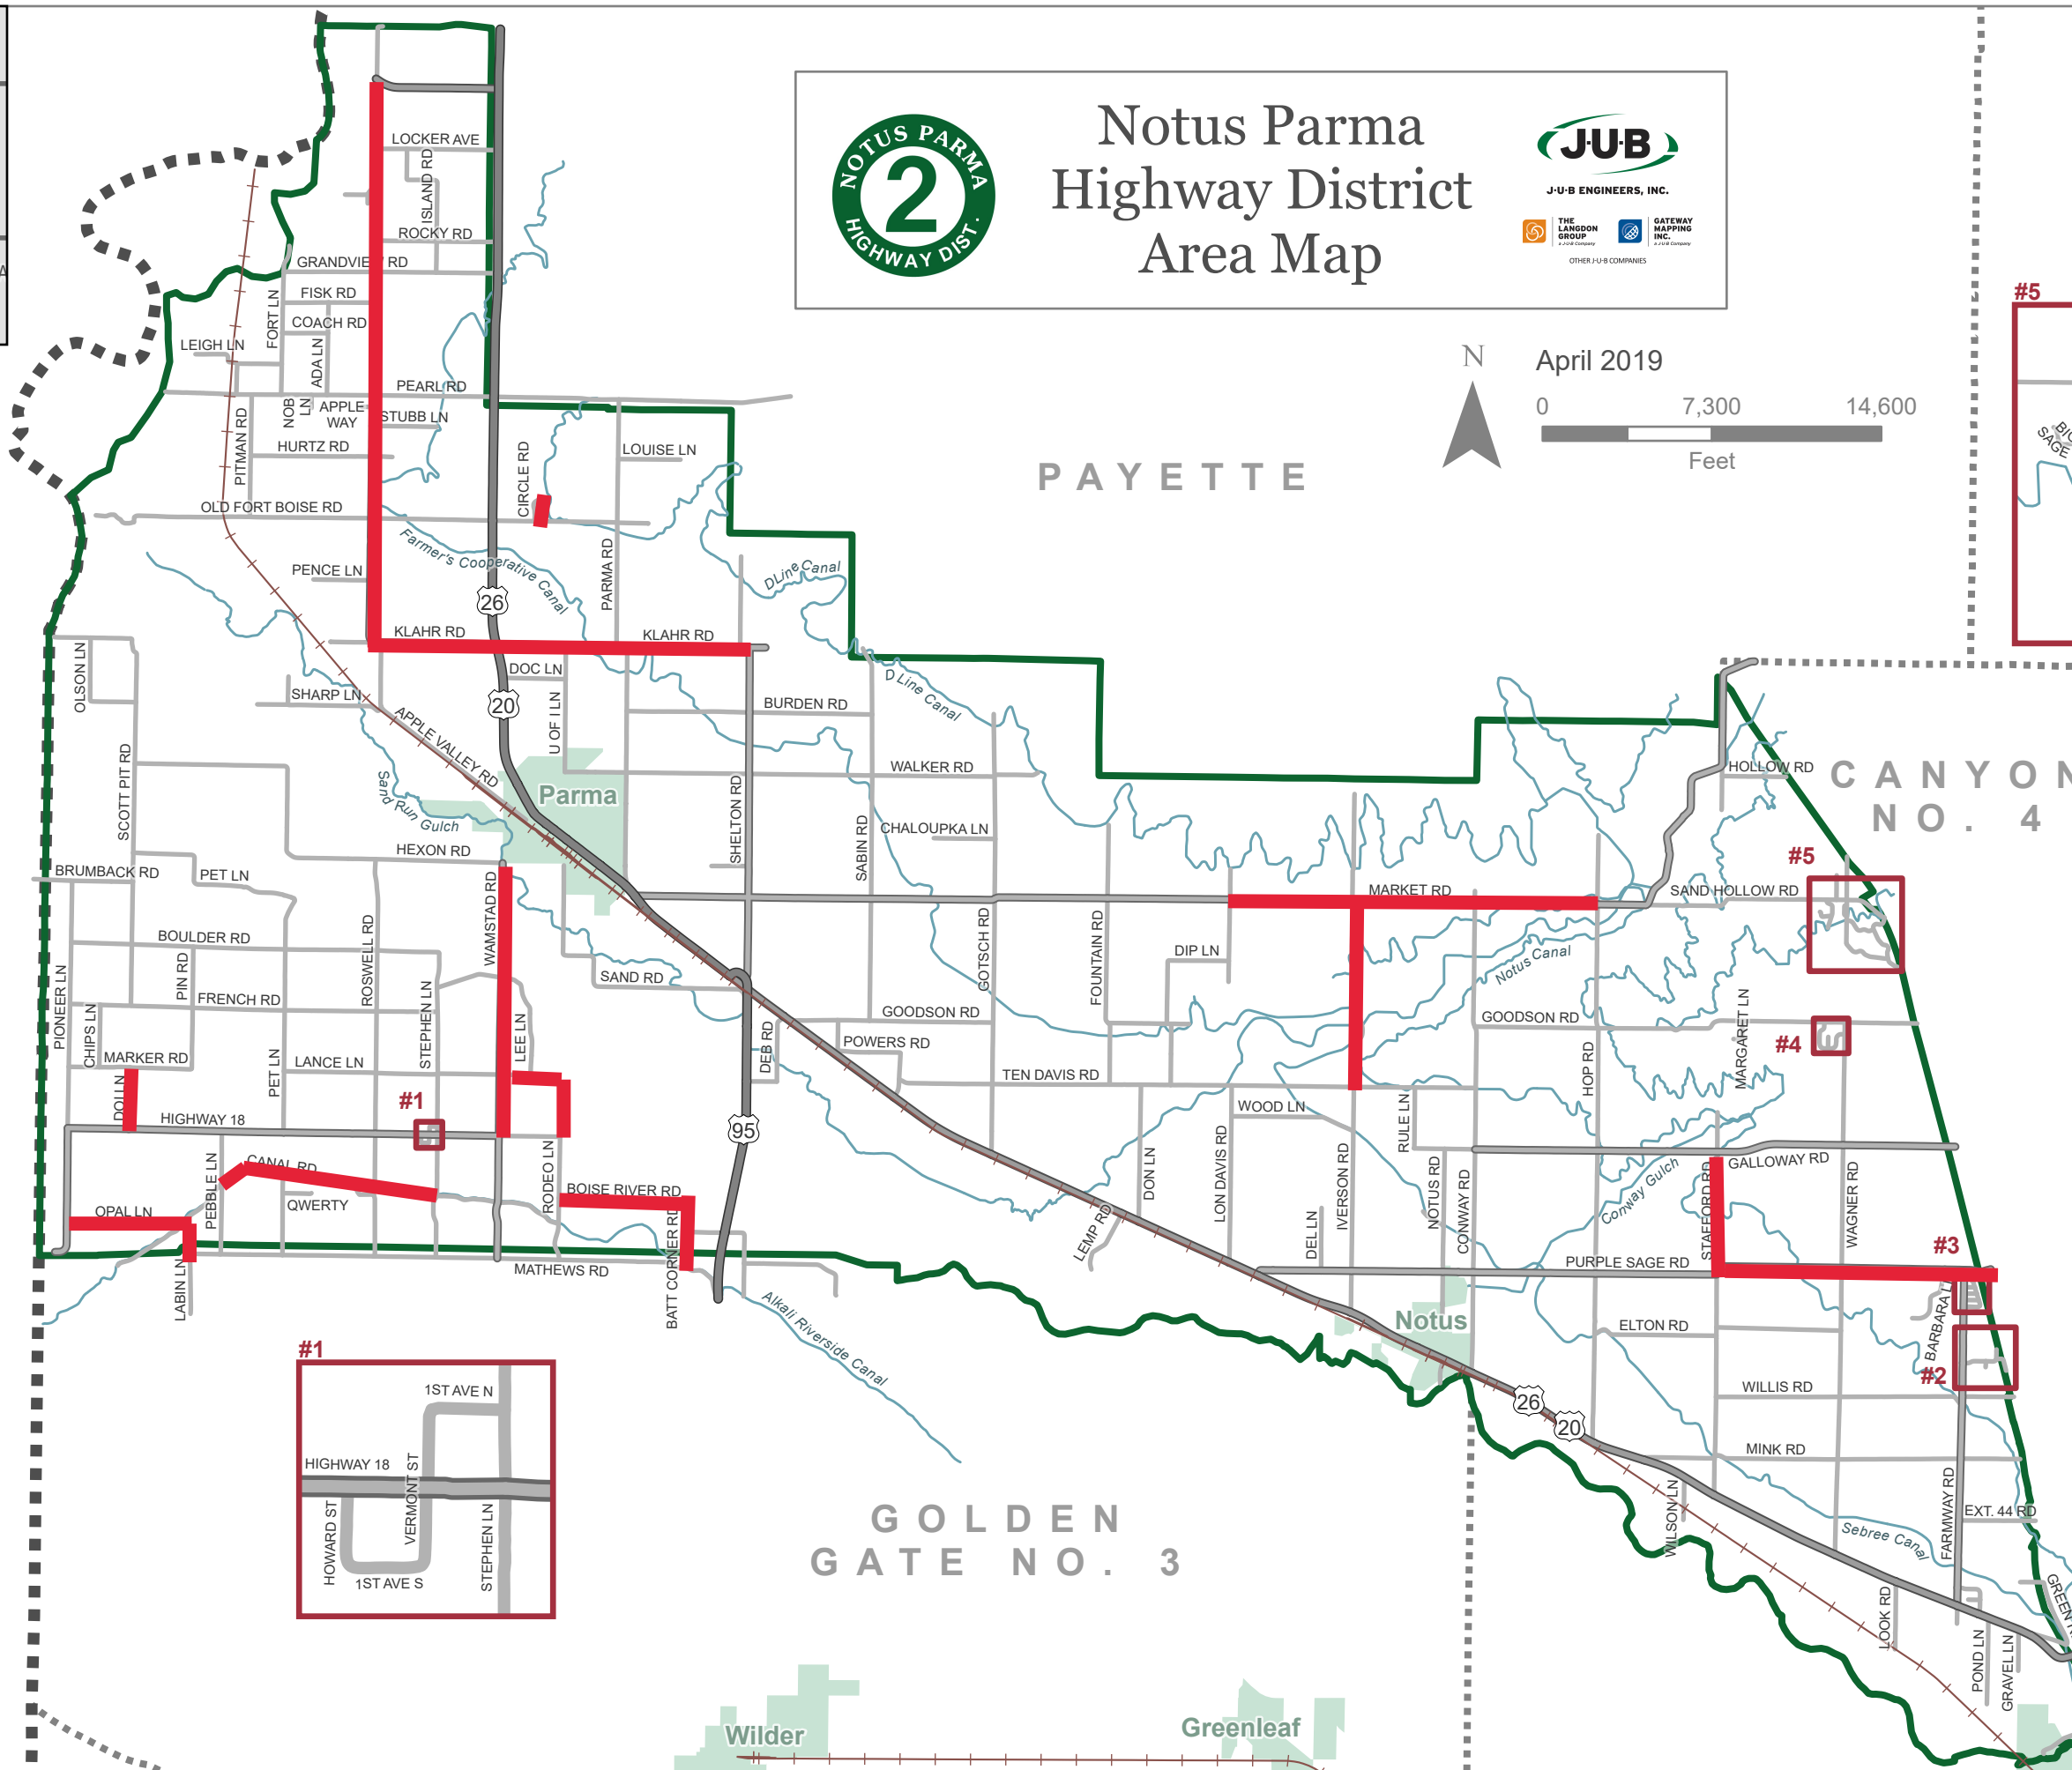 NOTUS PARMA
2
HIGHWAY DIST.
Notus Parma
Highway District
Area Map
J·U·B
J·U·B ENGINEERS, INC.
THE
LANGDON
GROUP
a J·U·B Company
GATEWAY
MAPPING
INC.
a J·U·B Company
OTHER J·U·B COMPANIES
N
April 2019
0 7,300 14,600
Feet
PAYETTE
CANYON
NO. 4
GOLDEN
GATE NO. 3
LOCKER AVE
ISLAND RD
ROCKY RD
GRANDVIEW RD
FISK RD
FORT LN
COACH RD
LEIGH LN
ADA LN
PEARL RD
NOB
LN
APPLE
WAY
STUBB LN
PITMAN RD
HURTZ RD
CIRCLE RD
LOUISE LN
OLD FORT BOISE RD
Farmer's Cooperative Canal
PENCE LN
PARMA RD
DLine Canal
26
KLAHR RD
KLAHR RD
OLSON LN
DOC LN
D Line Canal
SHARP LN
20
U OF I LN
BURDEN RD
APPLE VALLEY RD
SCOTT PIT RD
WALKER RD
HOLLOW RD
Parma
Sand Run Gulch
SHELTON RD
SABIN RD
CHALOUPKA LN
HEXON RD
#5
#5
BIG
SAGE
BRUMBACK RD
PET LN
WAMSTAD RD
MARKET RD
SAND HOLLOW RD
ROSWELL RD
GOTSCH RD
FOUNTAIN RD
BOULDER RD
PIN RD
SAND RD
DIP LN
Notus Canal
PIONEER LN
FRENCH RD
STEPHEN LN
GOODSON RD
GOODSON RD
CHIPS LN
LEE LN
DEB RD
POWERS RD
MARGARET LN
#4
MARKER RD
PET LN
LANCE LN
TEN DAVIS RD
HOP RD
DOLL LN
#1
HIGHWAY 18
95
WOOD LN
RULE LN
CANAL RD
PEBBLE LN
RODEO LN
BOISE RIVER RD
DON LN
LON DAVIS RD
IVERSON RD
NOTUS RD
CONWAY RD
Conway Gulch
STAFFORD RD
GALLOWAY RD
WAGNER RD
QWERTY
OPAL LN
LEMP RD
DEL LN
#3
LABIN LN
MATHEWS RD
BATT CORNER RD
PURPLE SAGE RD
Alkali Riverside Canal
Notus
ELTON RD
BARBARA L
#2
WILLIS RD
26
20
MINK RD
WILSON LN
FARMWAY RD
EXT. 44 RD
Sebree Canal
LOOK RD
POND LN
GRAVEL LN
GREEN
#1
1ST AVE N
HIGHWAY 18
VERMONT ST
HOWARD ST
STEPHEN LN
1ST AVE S
Wilder
Greenleaf